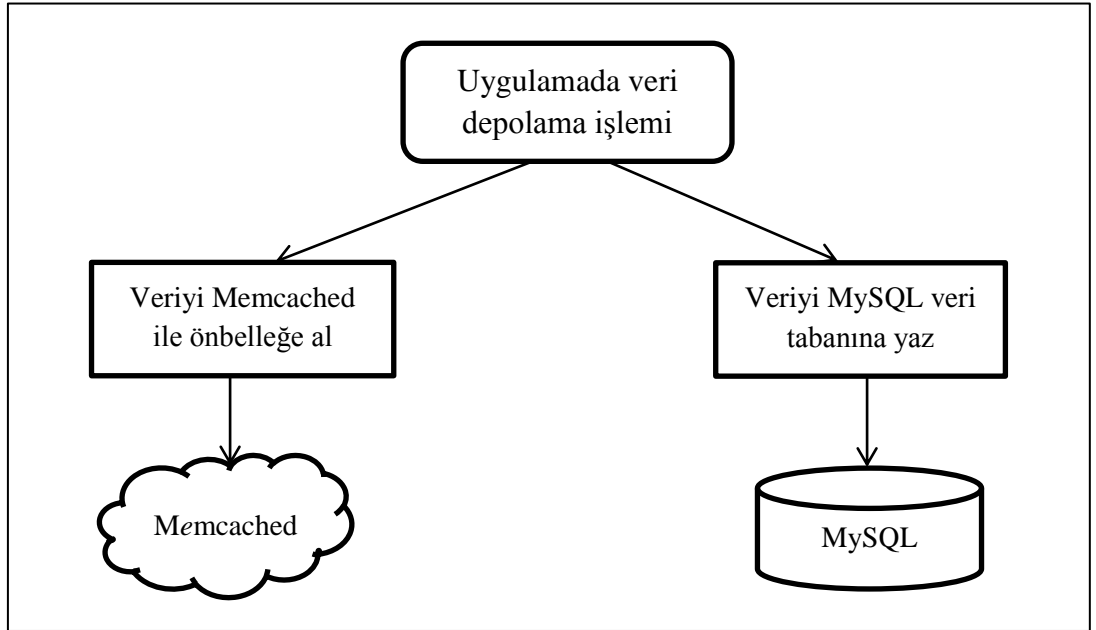 Uygulamada veri
depolama işlemi
Veriyi Memcached
ile önbelleğe al
Veriyi MySQL veri
tabanına yaz
Memcached
MySQL